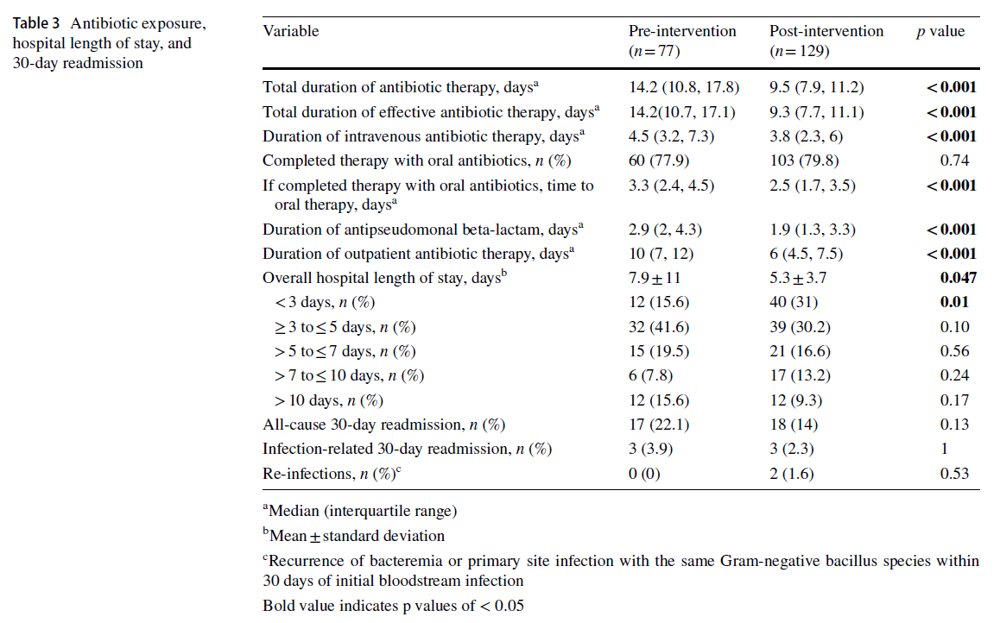 Table 3 Antibiotic exposure,
hospital length of stay, and
30-day readmission
Variable Pre-intervention Post-intervention p value
(n=77) (n=129)
Total duration of antibiotic therapy, daysᵃ 14.2 (10.8, 17.8) 9.5 (7.9, 11.2) <0.001
Total duration of effective antibiotic therapy, daysᵃ 14.2(10.7, 17.1) 9.3 (7.7, 11.1) <0.001
Duration of intravenous antibiotic therapy, daysᵃ 4.5 (3.2, 7.3) 3.8 (2.3, 6) <0.001
Completed therapy with oral antibiotics, n (%) 60 (77.9) 103 (79.8) 0.74
If completed therapy with oral antibiotics, time to 3.3 (2.4, 4.5) 2.5 (1.7, 3.5) <0.001
oral therapy, daysᵃ
Duration of antipseudomonal beta-lactam, daysᵃ 2.9 (2, 4.3) 1.9 (1.3, 3.3) <0.001
Duration of outpatient antibiotic therapy, daysᵃ 10 (7, 12) 6 (4.5, 7.5) <0.001
Overall hospital length of stay, daysᵇ 7.9±11 5.3±3.7 0.047
<3 days, n (%) 12 (15.6) 40 (31) 0.01
≥3 to≤5 days, n (%) 32 (41.6) 39 (30.2) 0.10
>5 to≤7 days, n (%) 15 (19.5) 21 (16.6) 0.56
>7 to≤10 days, n (%) 6 (7.8) 17 (13.2) 0.24
>10 days, n (%) 12 (15.6) 12 (9.3) 0.17
All-cause 30-day readmission, n (%) 17 (22.1) 18 (14) 0.13
Infection-related 30-day readmission, n (%) 3 (3.9) 3 (2.3) 1
Re-infections, n (%)ᶜ 0 (0) 2 (1.6) 0.53
ᵃMedian (interquartile range)
ᵇMean±standard deviation
ᶜRecurrence of bacteremia or primary site infection with the same Gram-negative bacillus species within
30 days of initial bloodstream infection
Bold value indicates p values of < 0.05